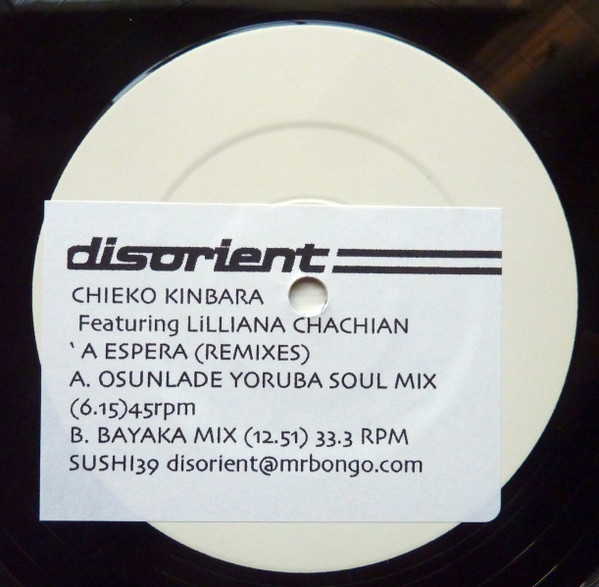 disorient
CHIEKO KINBARA
Featuring LiLLIANA CHACHIAN
‘ A ESPERA (REMIXES)
A. OSUNLADE YORUBA SOUL MIX
(6.15)45rpm
B. BAYAKA MIX (12.51) 33.3 RPM
SUSHI39 disorient@mrbongo.com